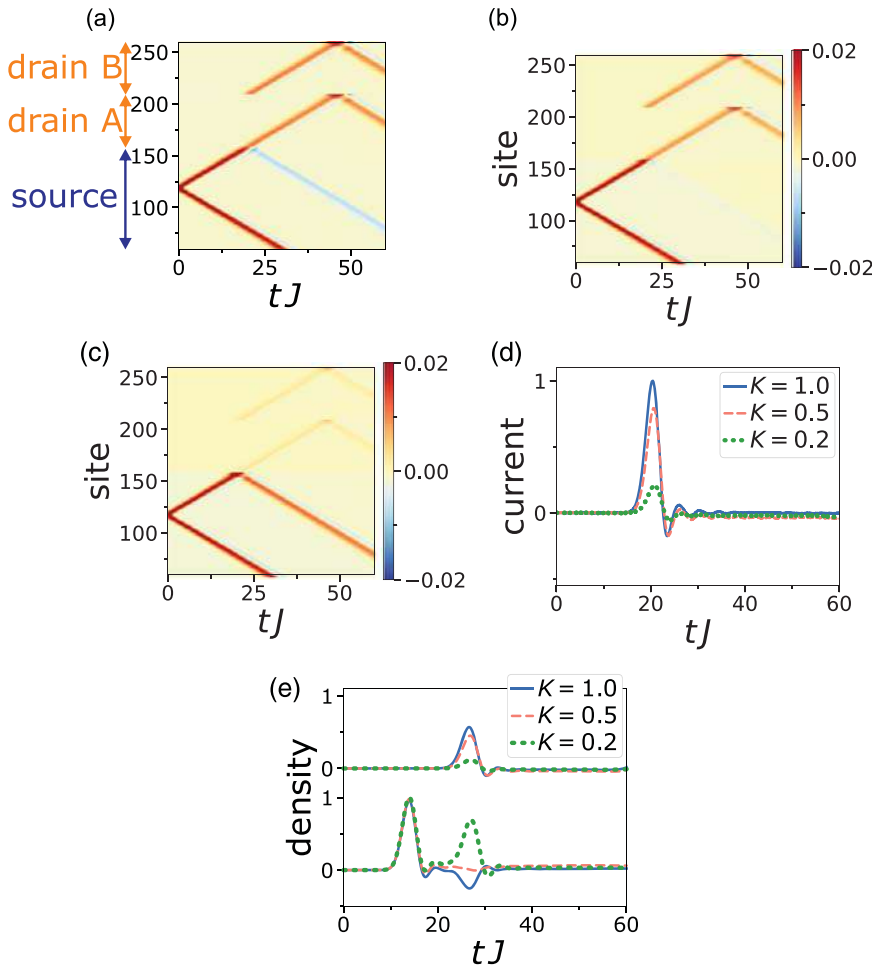 (a)
250
200
150
100
0
25
50
tJ
drain B
drain A
source
(b)
site
250
200
150
100
0
25
50
tJ
0.02
0.00
−0.02
(c)
site
250
200
150
100
0
25
50
tJ
0.02
0.00
−0.02
(d)
current
1
0
0
20
40
60
tJ
K = 1.0
K = 0.5
K = 0.2
(e)
density
1
0
1
0
0
20
40
60
tJ
K = 1.0
K = 0.5
K = 0.2